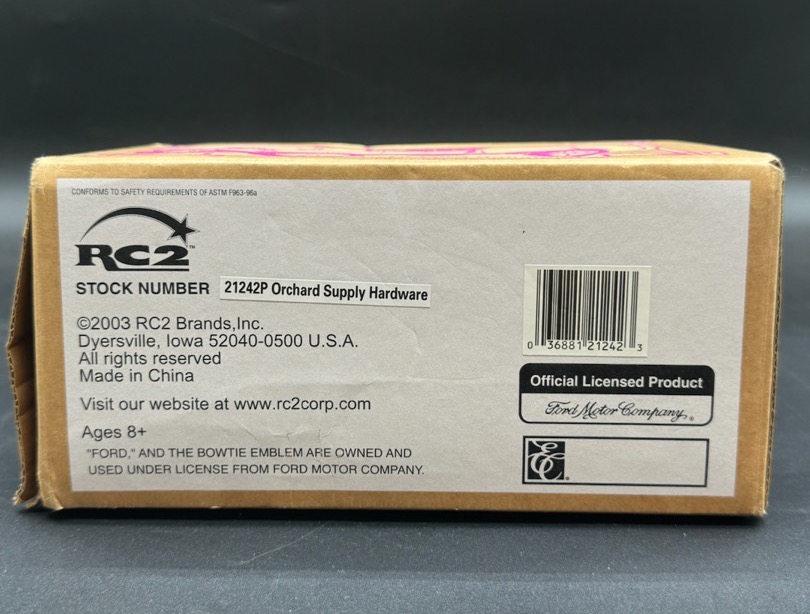 CONFORMS TO SAFETY REQUIREMENTS OF ASTM F963-96a
RC2™
STOCK NUMBER 21242P Orchard Supply Hardware
©2003 RC2 Brands,Inc.
Dyersville, Iowa 52040-0500 U.S.A.
All rights reserved
Made in China
Visit our website at www.rc2corp.com
Ages 8+
"FORD," AND THE BOWTIE EMBLEM ARE OWNED AND
USED UNDER LICENSE FROM FORD MOTOR COMPANY.
0 36881 21242 3
Official Licensed Product
Ford Motor Company®